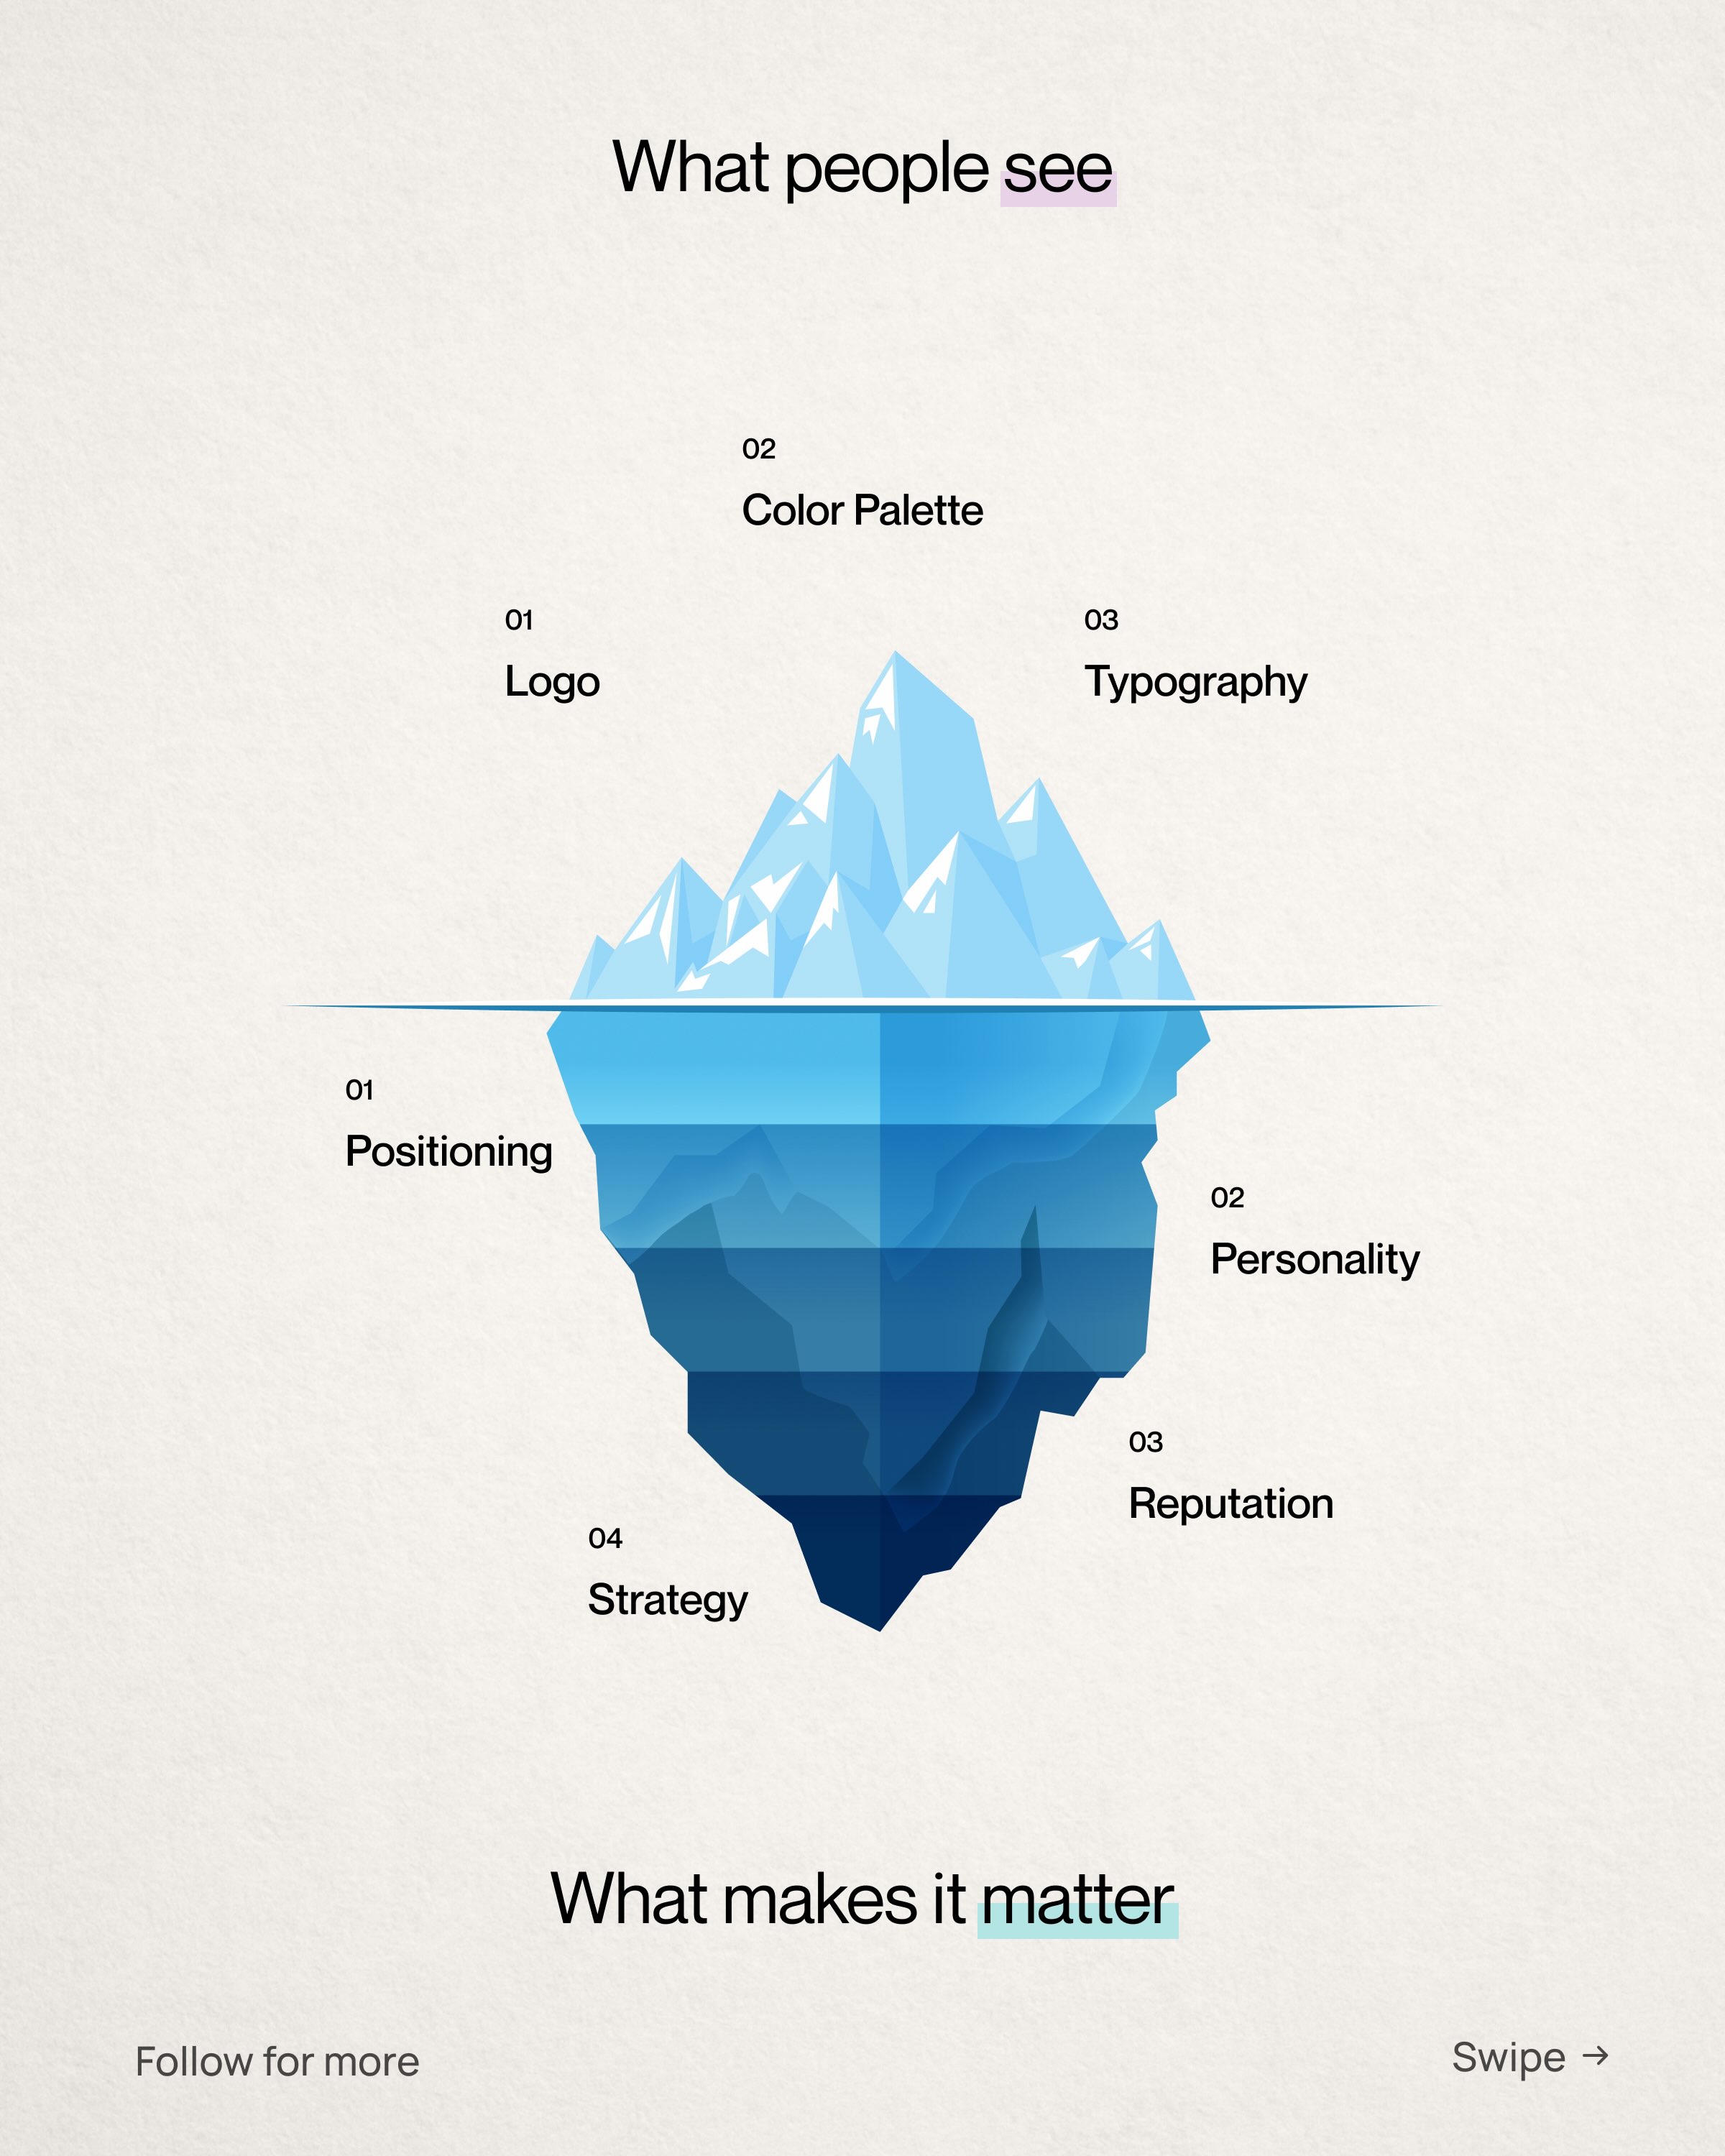 What people see
02
Color Palette
01
Logo
03
Typography
01
Positioning
02
Personality
03
Reputation
04
Strategy
What makes it matter
Follow for more
Swipe →